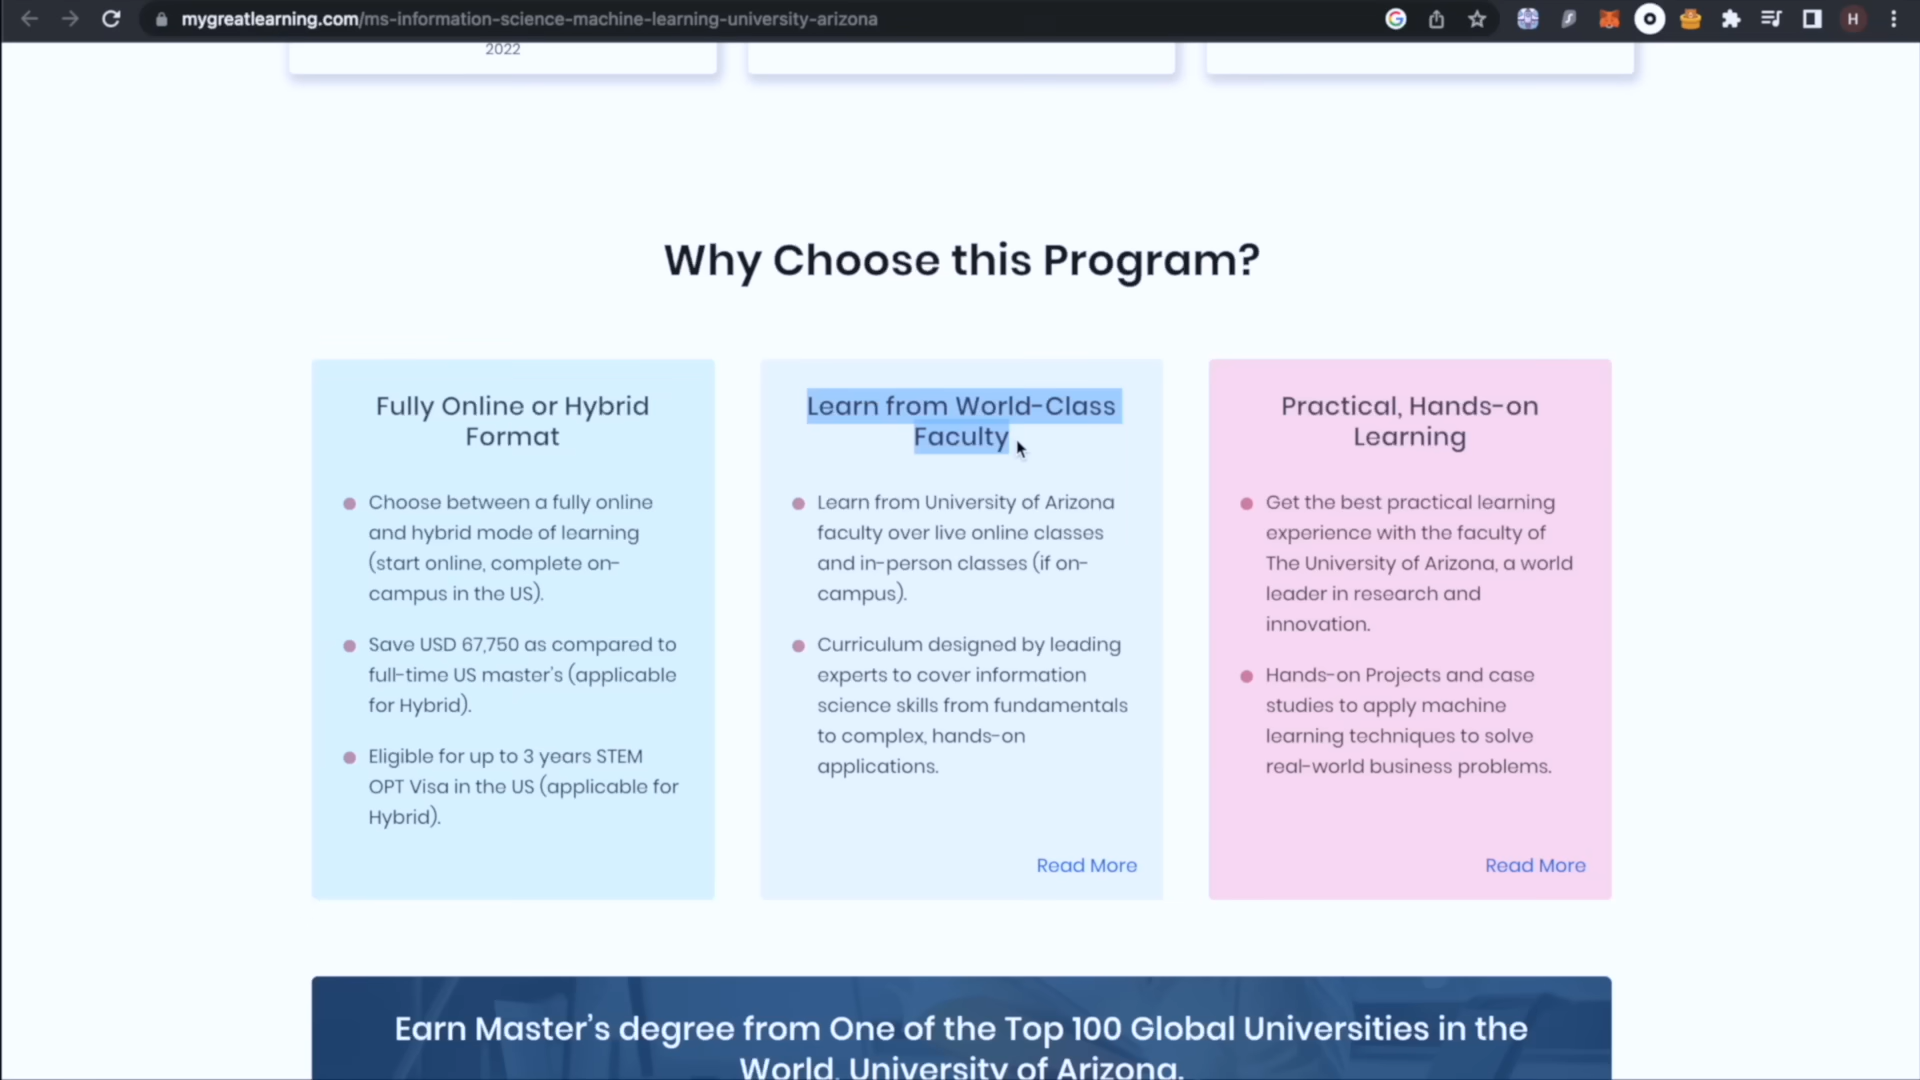 mygreatlearning.com/ms-information-science-machine-learning-university-arizona
H
2022
Why Choose this Program?
Fully Online or Hybrid
Format
Choose between a fully online
and hybrid mode of learning
(start online, complete on-
campus in the US).
Save USD 67,750 as compared to
full-time US master's (applicable
for Hybrid).
Eligible for up to 3 years STEM
OPT Visa in the US (applicable for
Hybrid).
Learn from World-Class
Faculty
Learn from University of Arizona
faculty over live online classes
and in-person classes (if on-
campus).
Curriculum designed by leading
experts to cover information
science skills from fundamentals
to complex, hands-on
applications.
Read More
Practical, Hands-on
Learning
Get the best practical learning
experience with the faculty of
The University of Arizona, a world
leader in research and
innovation.
Hands-on Projects and case
studies to apply machine
learning techniques to solve
real-world business problems.
Read More
Earn Master's degree from One of the Top 100 Global Universities in the
World, University of Arizona.